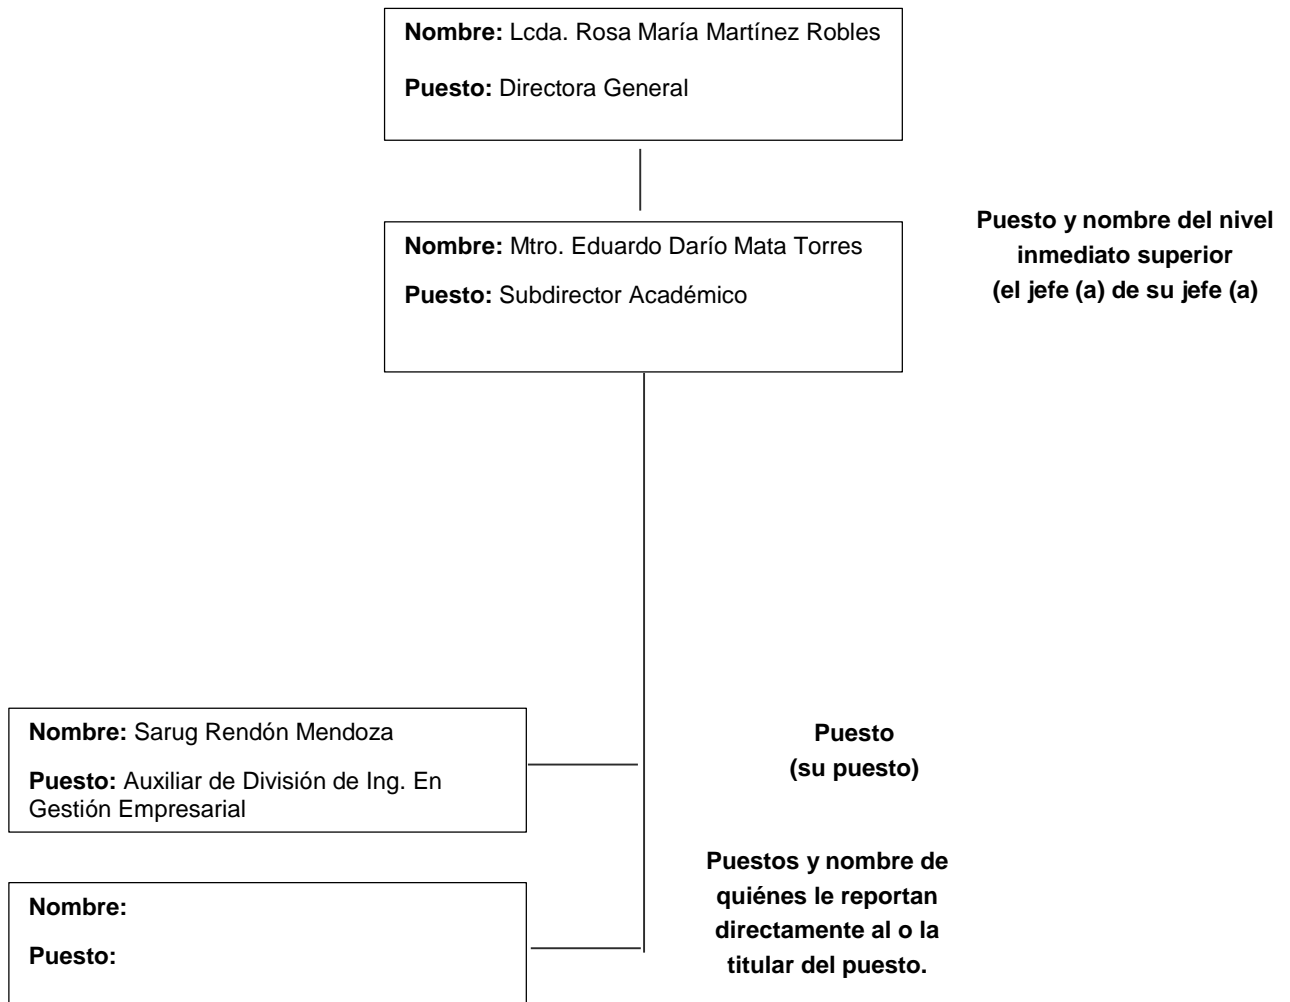 Nombre: Lcda. Rosa María Martínez Robles
Puesto: Directora General
Nombre: Mtro. Eduardo Darío Mata Torres
Puesto: Subdirector Académico
Puesto y nombre del nivel
inmediato superior
(el jefe (a) de su jefe (a)
Nombre: Sarug Rendón Mendoza
Puesto: Auxiliar de División de Ing. En
Gestión Empresarial
Puesto
(su puesto)
Nombre:
Puesto:
Puestos y nombre de
quiénes le reportan
directamente al o la
titular del puesto.